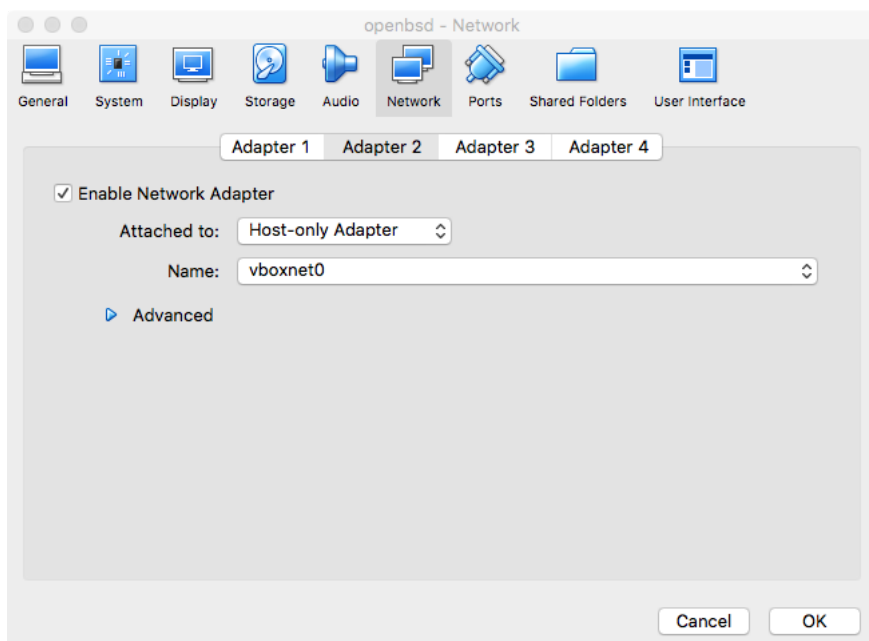 openbsd - Network
General System Display Storage Audio Network Ports Shared Folders User Interface
Adapter 1 Adapter 2 Adapter 3 Adapter 4
Enable Network Adapter
Attached to: Host-only Adapter
Name: vboxnet0
Advanced
Cancel OK